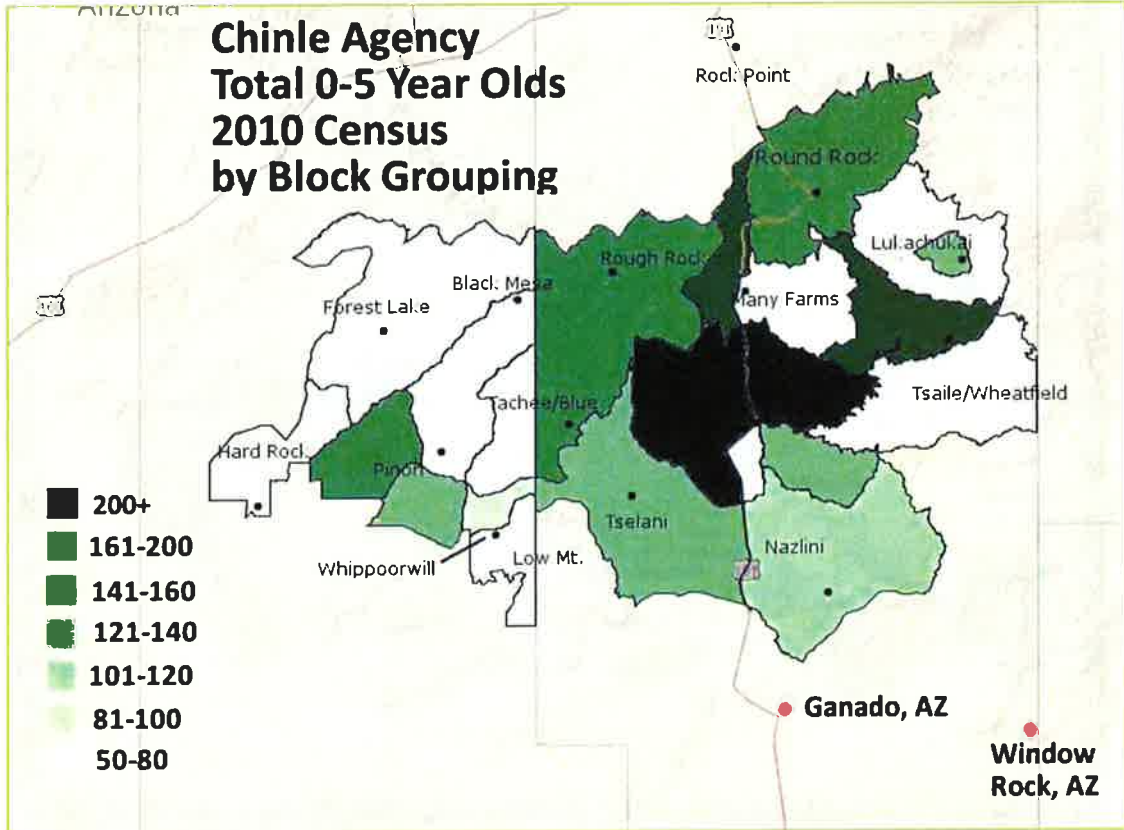 Arizona
Chinle Agency
Total 0-5 Year Olds
2010 Census
by Block Grouping
191
Rock Point
Round Rock
Lukachukai
Rough Rock
Black Mesa
Many Farms
Forest Lake
Tsaile/Wheatfield
Tachee/Blue
Hard Rock
Pinon
Tselani
Nazlini
Whippoorwill
Low Mt.
200+
161-200
141-160
121-140
101-120
81-100
50-80
Ganado, AZ
Window
Rock, AZ